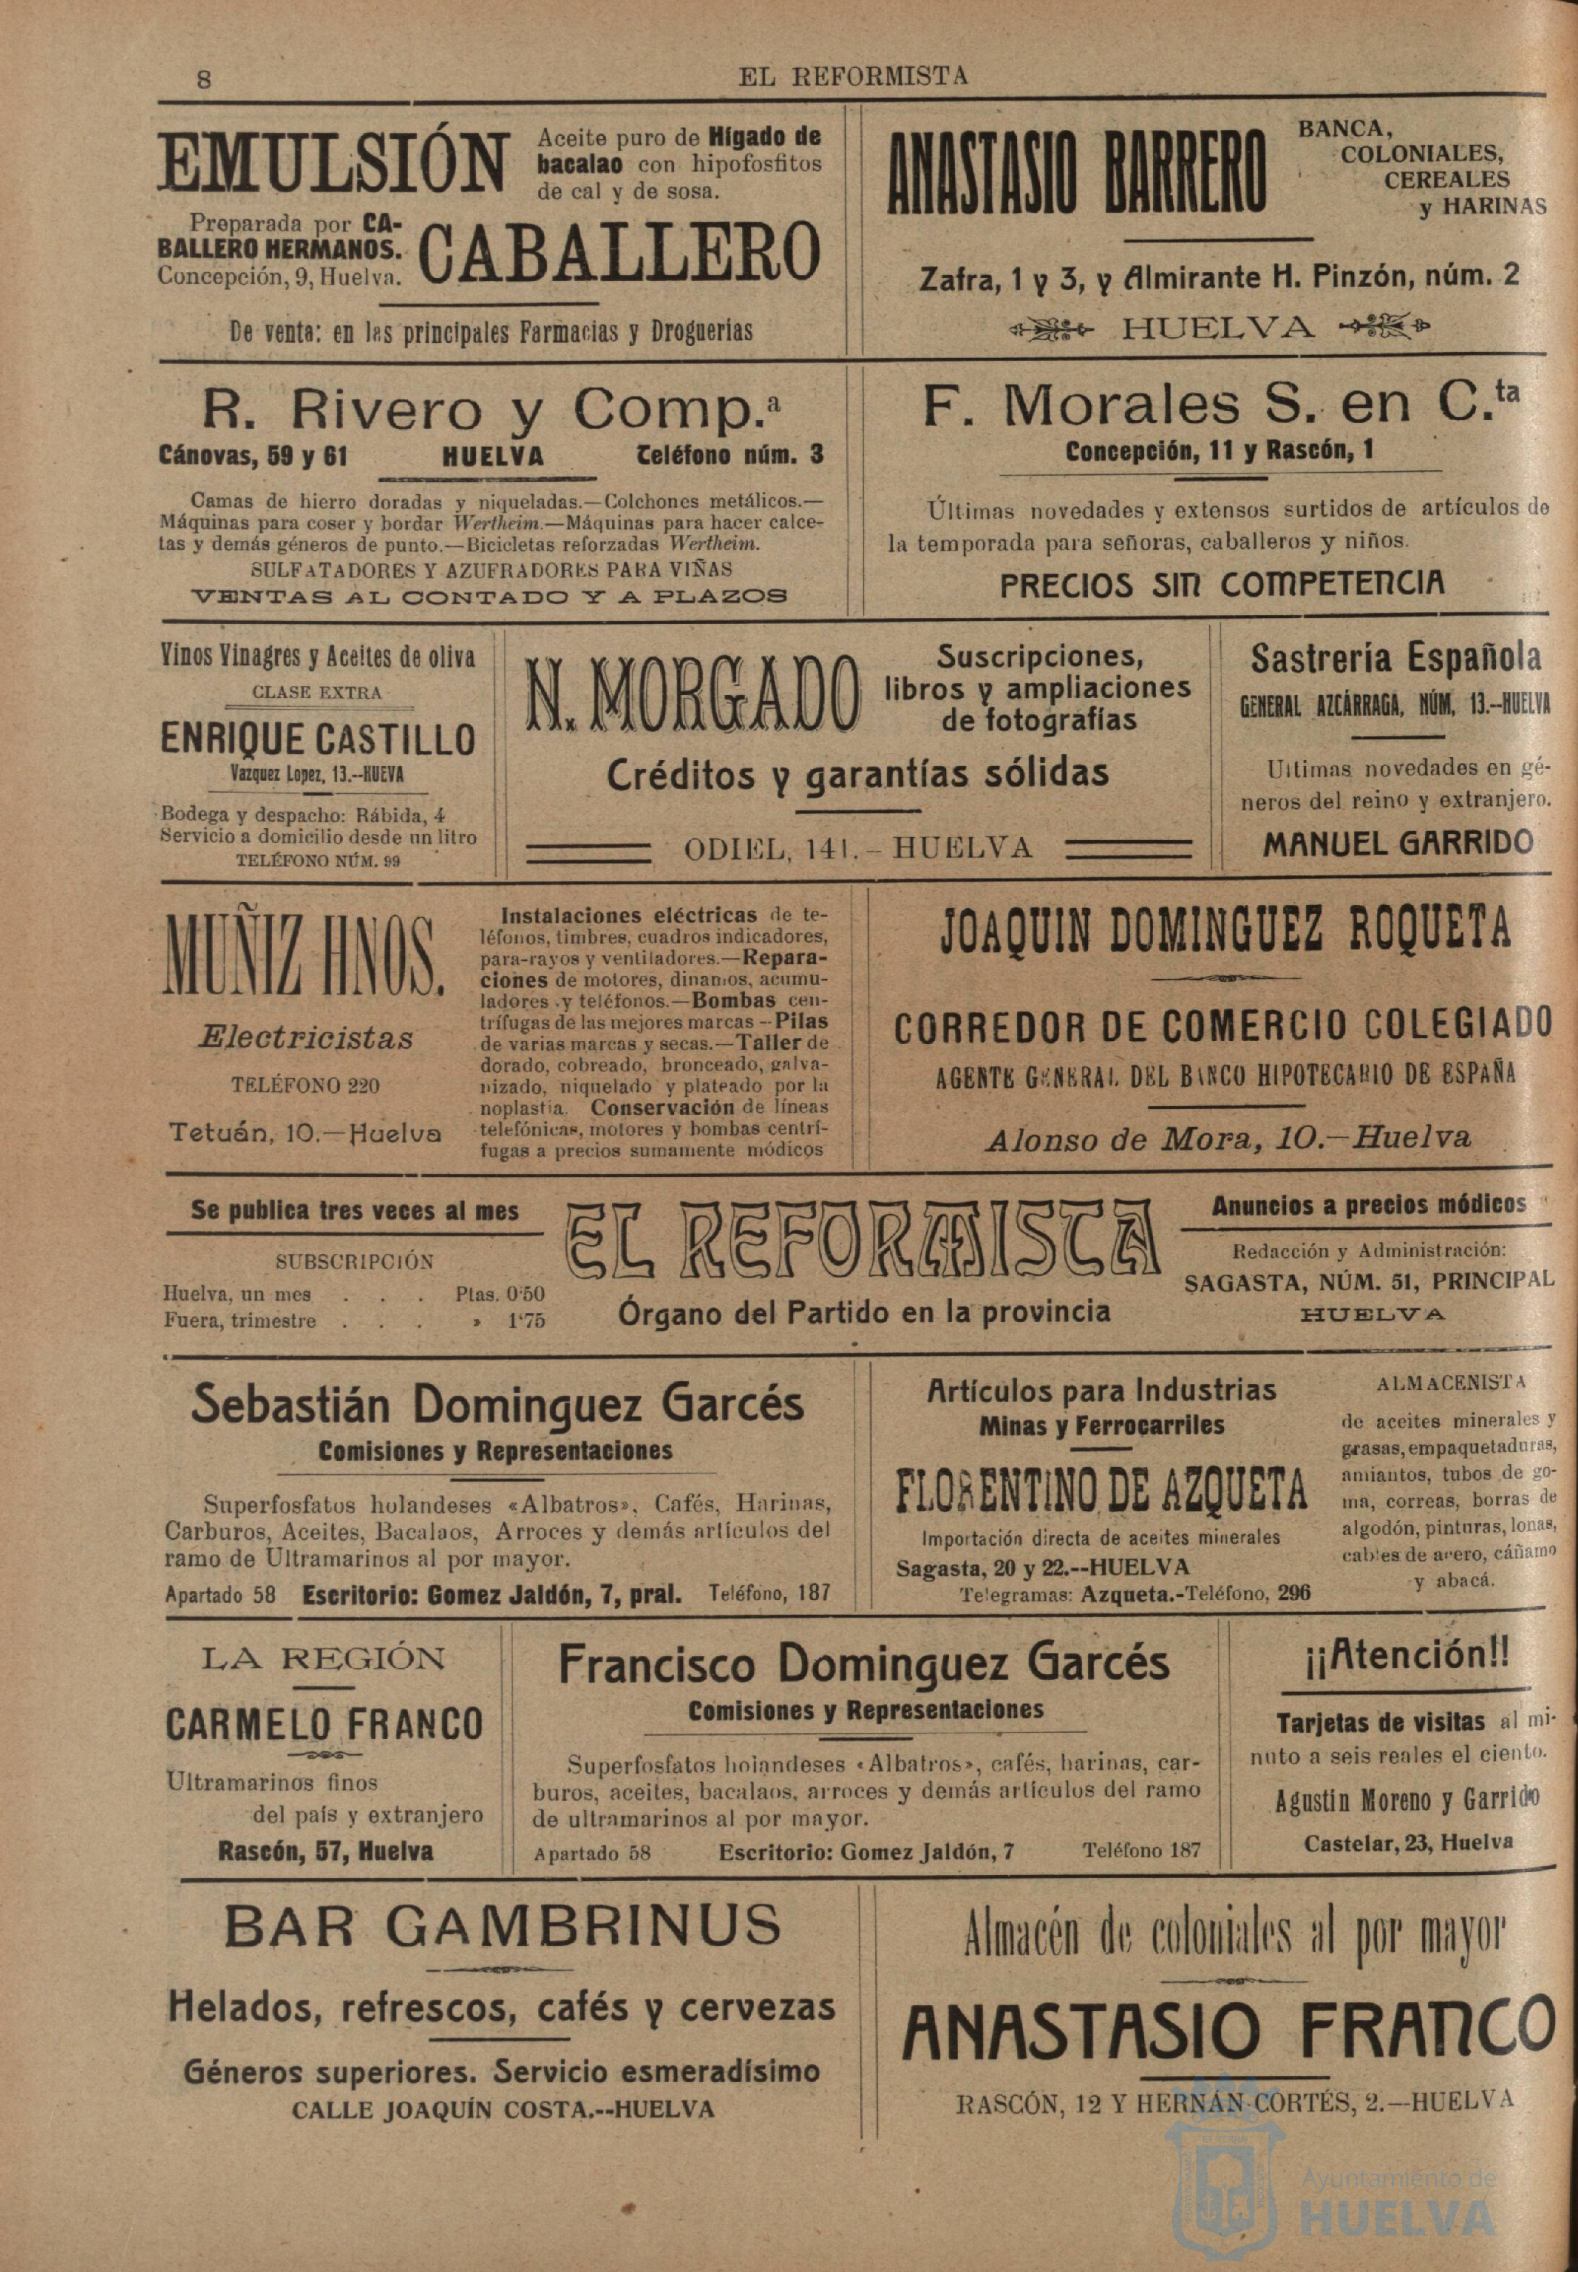 8
EL REFORMISTA
EMULSIÓN
Aceite puro de Hígado de
bacalao con hipofosfitos
de cal y de sosa.
Preparada por CA-
BALLERO HERMANOS.
Concepción, 9, Huelva.
CABALLERO
De venta: en las principales Farmacias y Droguerias
ANASTASIO BARRERO
BANCA,
COLONIALES,
CEREALES
y HARINAS
Zafra, 1 y 3, y Almirante H. Pinzón, núm. 2
HUELVA
R. Rivero y Comp.ª
Cánovas, 59 y 61 HUELVA Teléfono núm. 3
Camas de hierro doradas y niqueladas.—Colchones metálicos.—
Máquinas para coser y bordar Wertheim.—Máquinas para hacer calce-
tas y demás géneros de punto.—Bicicletas reforzadas Wertheim.
SULFATADORES Y AZUFRADORES PARA VIÑAS
VENTAS AL CONTADO Y A PLAZOS
F. Morales S. en C.ta
Concepción, 11 y Rascón, 1
Últimas novedades y extensos surtidos de artículos de
la temporada para señoras, caballeros y niños.
PRECIOS SIN COMPETENCIA
Vinos Vinagres y Aceites de oliva
CLASE EXTRA
ENRIQUE CASTILLO
Vazquez Lopez, 13.--HUEVA
Bodega y despacho: Rábida, 4
Servicio a domicilio desde un litro
TELÉFONO NÚM. 99
N. MORGADO
Suscripciones,
libros y ampliaciones
de fotografías
Créditos y garantías sólidas
ODIEL, 141.—HUELVA
Sastrería Española
GENERAL AZCÁRRAGA, NÚM, 13.--HUELVA
Ultimas novedades en gé-
neros del reino y extranjero.
MANUEL GARRIDO
MUÑIZ HNOS.
Electricistas
TELÉFONO 220
Tetuán, 10.—Huelva
Instalaciones eléctricas de te-
léfonos, timbres, cuadros indicadores,
para-rayos y ventiladores.—Repara-
ciones de motores, dinamos, acumu-
ladores y teléfonos.—Bombas cen-
trífugas de las mejores marcas—Pilas
de varias marcas y secas.—Taller de
dorado, cobreado, bronceado, galva-
nizado, niquelado y plateado por la
noplastia. Conservación de líneas
telefónicas, motores y bombas centrí-
fugas a precios sumamente módicos
JOAQUIN DOMINGUEZ ROQUETA
CORREDOR DE COMERCIO COLEGIADO
AGENTE GENERAL DEL BANCO HIPOTECARIO DE ESPAÑA
Alonso de Mora, 10.—Huelva
Se publica tres veces al mes
SUBSCRIPCIÓN
Huelva, un mes . . . Ptas. 0'50
Fuera, trimestre . . . » 1'75
EL REFORMISTA
Órgano del Partido en la provincia
Anuncios a precios módicos
Redacción y Administración:
SAGASTA, NÚM. 51, PRINCIPAL
HUELVA
Sebastián Dominguez Garcés
Comisiones y Representaciones
Superfosfatos holandeses «Albatros», Cafés, Harinas,
Carburos, Aceites, Bacalaos, Arroces y demás artículos del
ramo de Ultramarinos al por mayor.
Apartado 58 Escritorio: Gomez Jaldón, 7, pral. Teléfono, 187
Artículos para Industrias
Minas y Ferrocarriles
FLORENTINO DE AZQUETA
Importación directa de aceites minerales
Sagasta, 20 y 22.--HUELVA
Telegramas: Azqueta.-Teléfono, 296
ALMACENISTA
de aceites minerales y
grasas, empaquetaduras,
amiantos, tubos de go-
ma, correas, borras de
algodón, pinturas, lonas,
cables de acero, cáñamo
y abacá.
LA REGIÓN
CARMELO FRANCO
Ultramarinos finos
del país y extranjero
Rascón, 57, Huelva
Francisco Dominguez Garcés
Comisiones y Representaciones
Superfosfatos holandeses «Albatros», cafés, harinas, car-
buros, aceites, bacalaos, arroces y demás artículos del ramo
de ultramarinos al por mayor.
Apartado 58 Escritorio: Gomez Jaldón, 7 Teléfono 187
¡¡Atención!!
Tarjetas de visitas al mi-
nuto a seis reales el ciento.
Agustin Moreno y Garrido
Castelar, 23, Huelva
BAR GAMBRINUS
Helados, refrescos, cafés y cervezas
Géneros superiores. Servicio esmeradísimo
CALLE JOAQUÍN COSTA.--HUELVA
Almacén de coloniales al por mayor
ANASTASIO FRANCO
RASCÓN, 12 Y HERNÁN CORTÉS, 2.—HUELVA
Ayuntamiento de
HUELVA